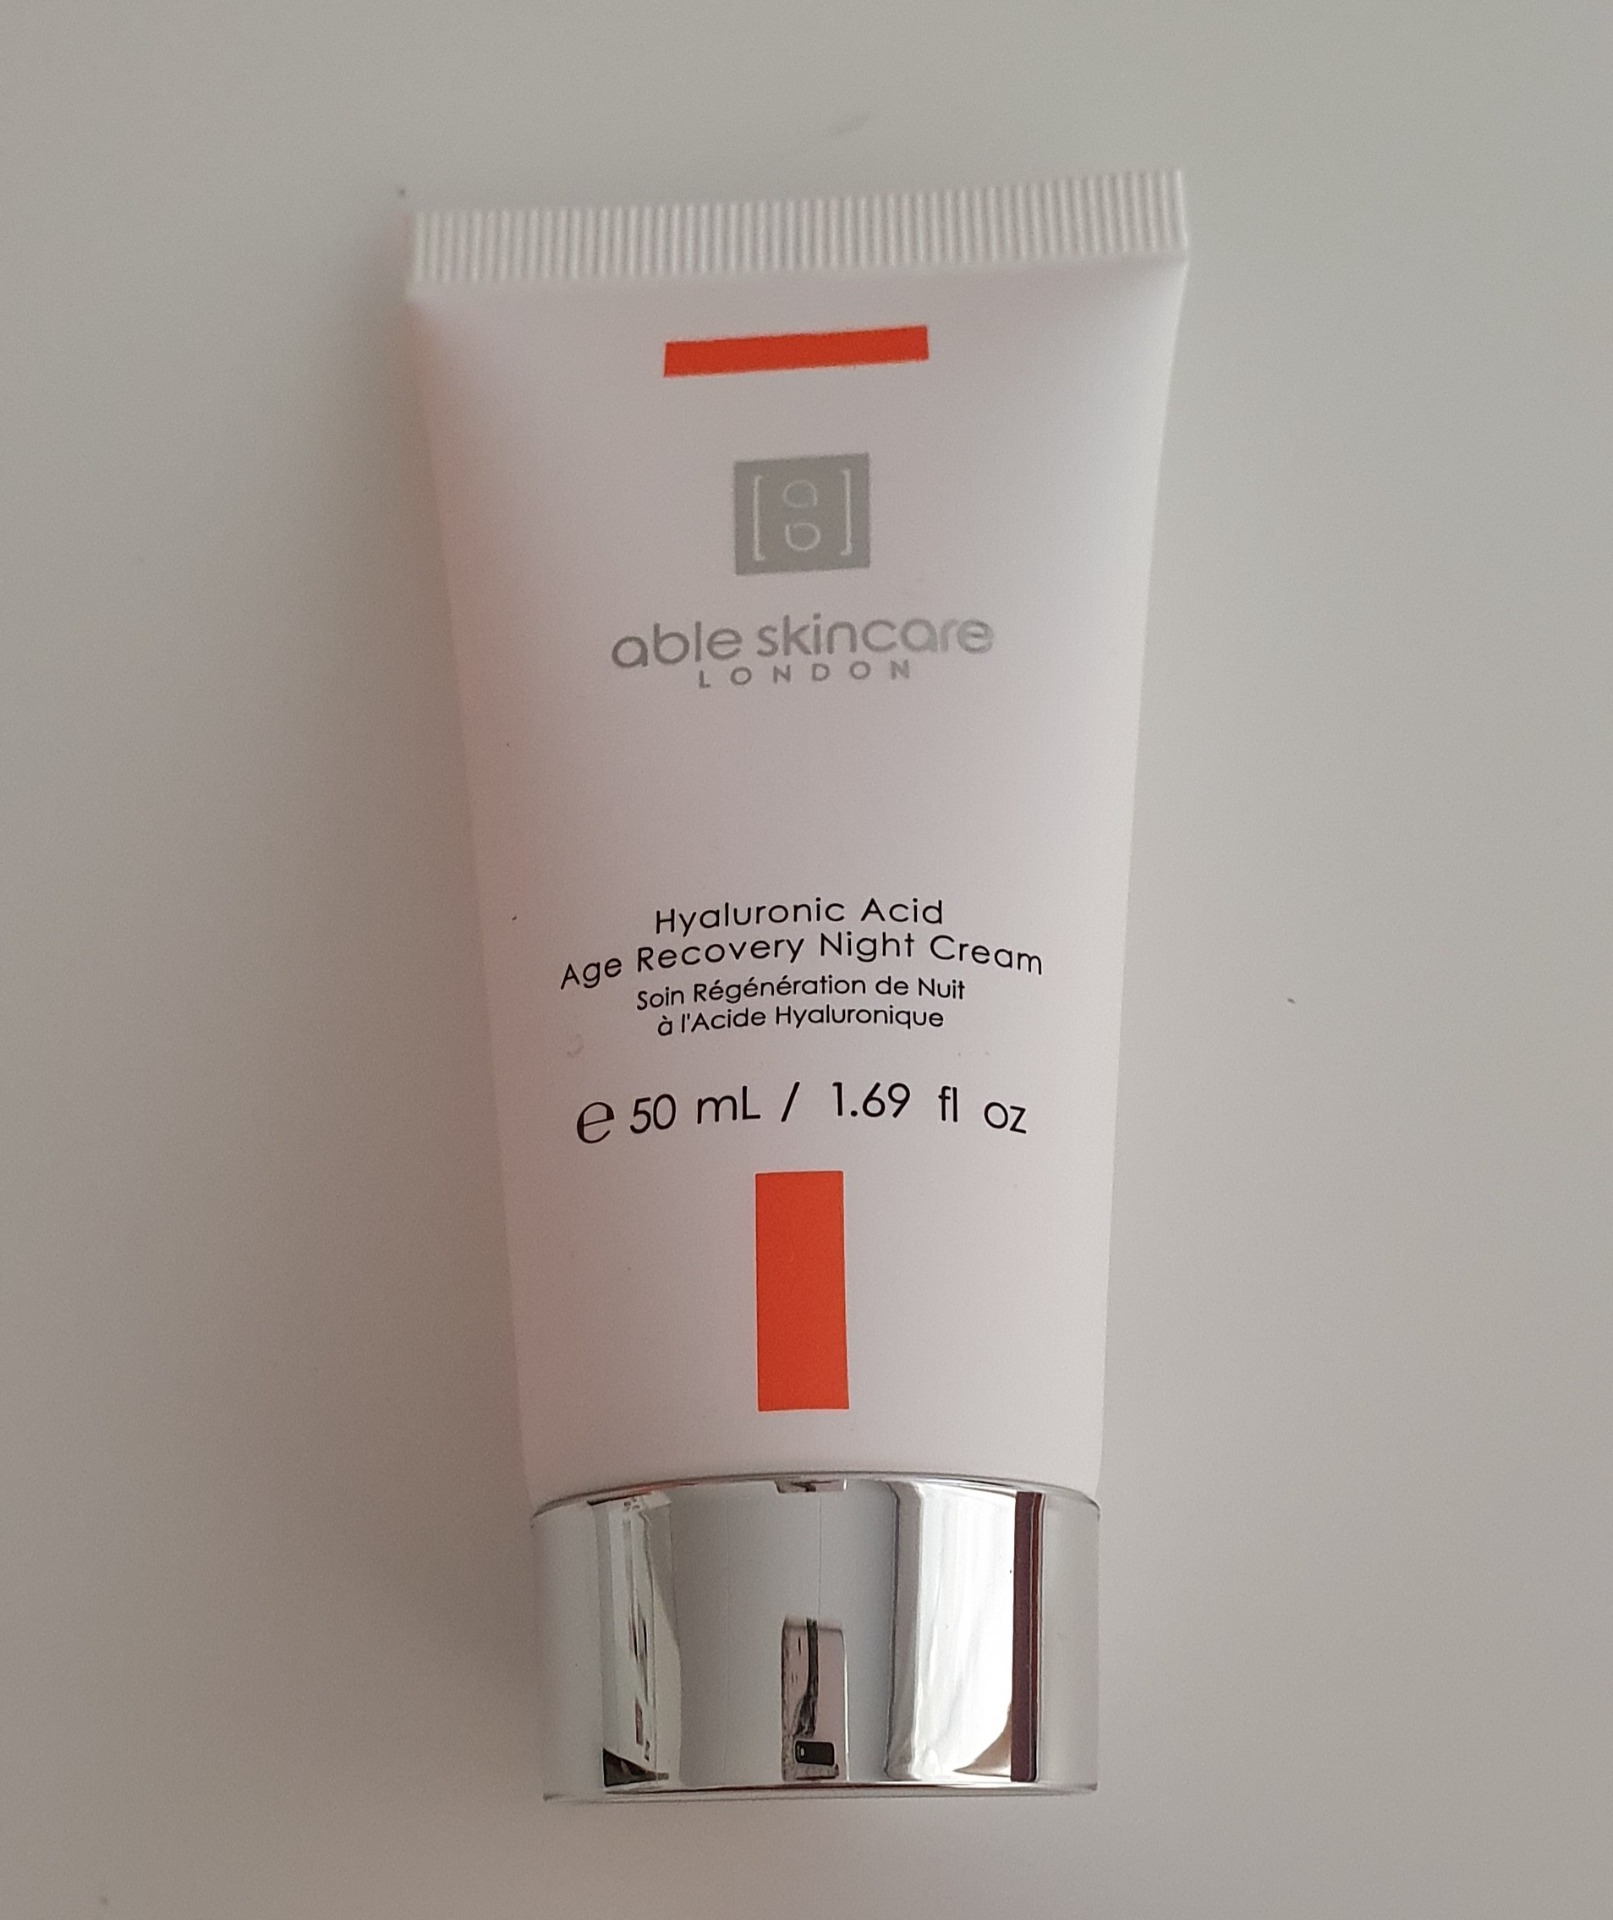 [ab]
able skincare
LONDON
Hyaluronic Acid
Age Recovery Night Cream
Soin Régénération de Nuit
à l'Acide Hyaluronique
℮ 50 mL / 1.69 fl oz